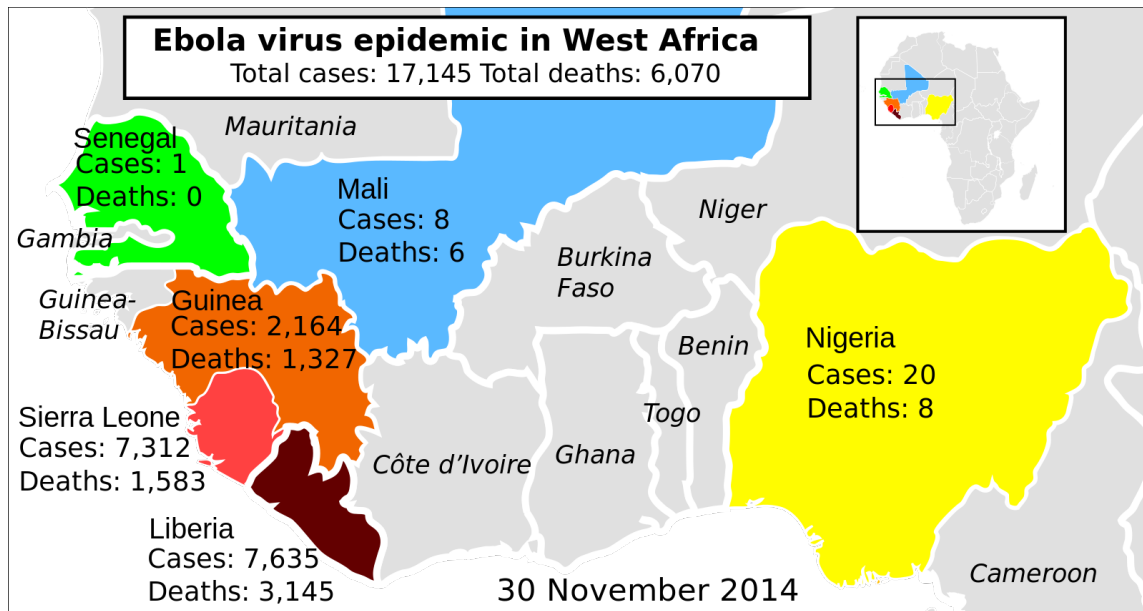 Ebola virus epidemic in West Africa
Total cases: 17,145 Total deaths: 6,070
Mauritania
Senegal
Cases: 1
Deaths: 0
Gambia
Mali
Cases: 8
Deaths: 6
Niger
Burkina
Faso
Guinea-
Bissau
Guinea
Cases: 2,164
Deaths: 1,327
Benin
Nigeria
Cases: 20
Deaths: 8
Sierra Leone
Cases: 7,312
Deaths: 1,583
Togo
Côte d’Ivoire
Ghana
Liberia
Cases: 7,635
Deaths: 3,145
30 November 2014
Cameroon